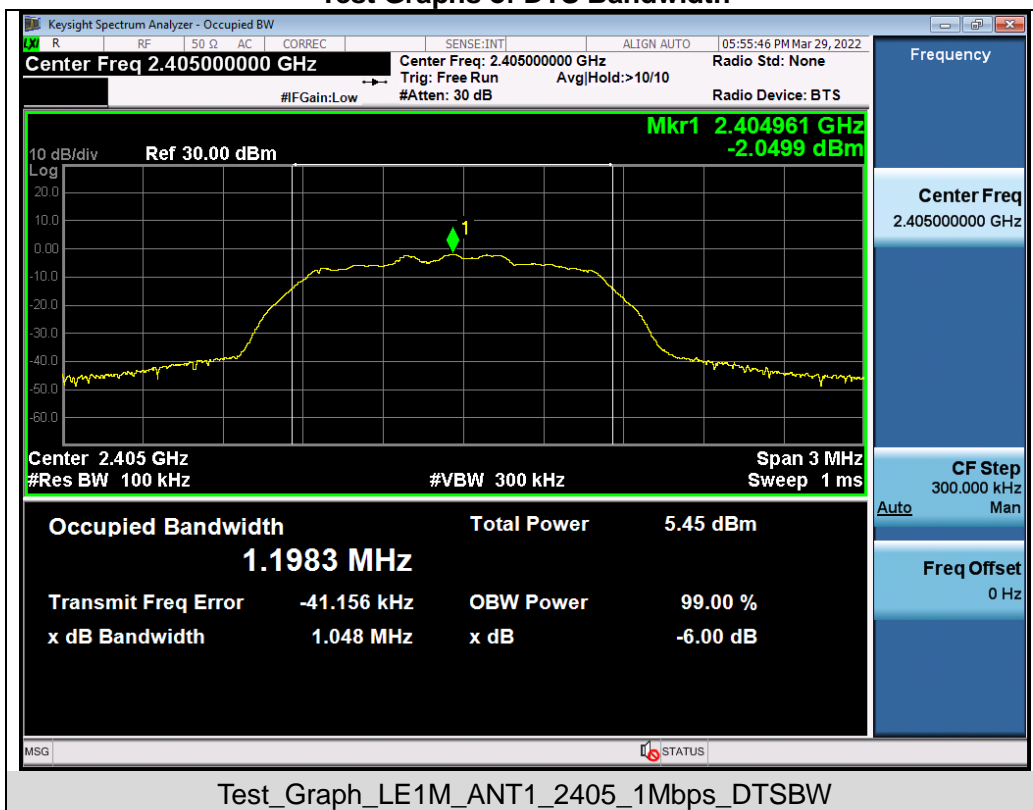 Test Graphs of DTS Bandwidth
Keysight Spectrum Analyzer - Occupied BW
LXI R RF 50 Ω AC CORREC SENSE:INT ALIGN AUTO 05:55:46 PM Mar 29, 2022
Center Freq 2.405000000 GHz
Center Freq: 2.405000000 GHz
Radio Std: None
Trig: Free Run Avg|Hold:>10/10
#IFGain:Low
#Atten: 30 dB
Radio Device: BTS
Mkr1 2.404961 GHz
-2.0499 dBm
10 dB/div Ref 30.00 dBm
Log
20.0
10.0
0.00
-10.0
-20.0
-30.0
-40.0
-50.0
-60.0
1
Center 2.405 GHz
Span 3 MHz
#Res BW 100 kHz
#VBW 300 kHz
Sweep 1 ms
Occupied Bandwidth
Total Power 5.45 dBm
1.1983 MHz
Transmit Freq Error -41.156 kHz
OBW Power 99.00 %
x dB Bandwidth 1.048 MHz
x dB -6.00 dB
MSG
STATUS
Frequency
Center Freq
2.405000000 GHz
CF Step
300.000 kHz
Auto Man
Freq Offset
0 Hz
Test_Graph_LE1M_ANT1_2405_1Mbps_DTSBW